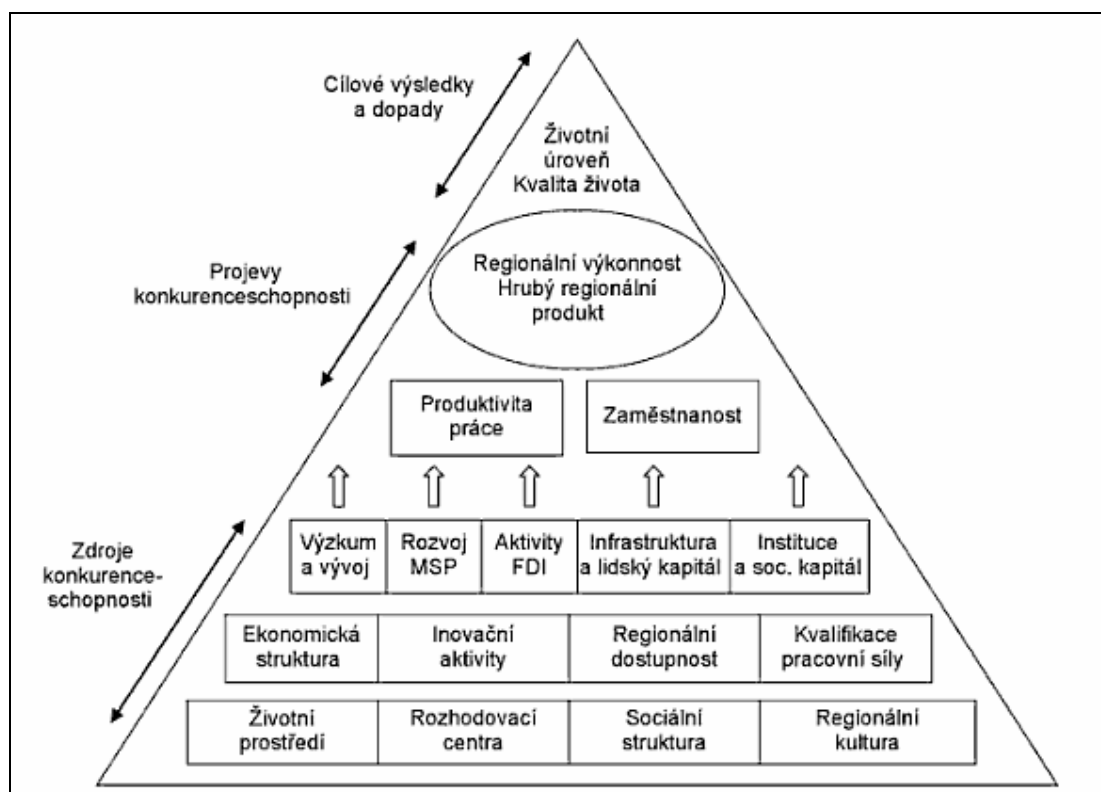 Cílové výsledky
a dopady
Životní
úroveň
Kvalita života
Projevy
konkurenceschopnosti
Regionální výkonnost
Hrubý regionální
produkt
Produktivita
práce
Zaměstnanost
Zdroje
konkurence-
schopnosti
Výzkum
a vývoj
Rozvoj
MSP
Aktivity
FDI
Infrastruktura
a lidský kapitál
Instituce
a soc. kapitál
Ekonomická
struktura
Inovační
aktivity
Regionální
dostupnost
Kvalifikace
pracovní síly
Životní
prostředí
Rozhodovací
centra
Sociální
struktura
Regionální
kultura